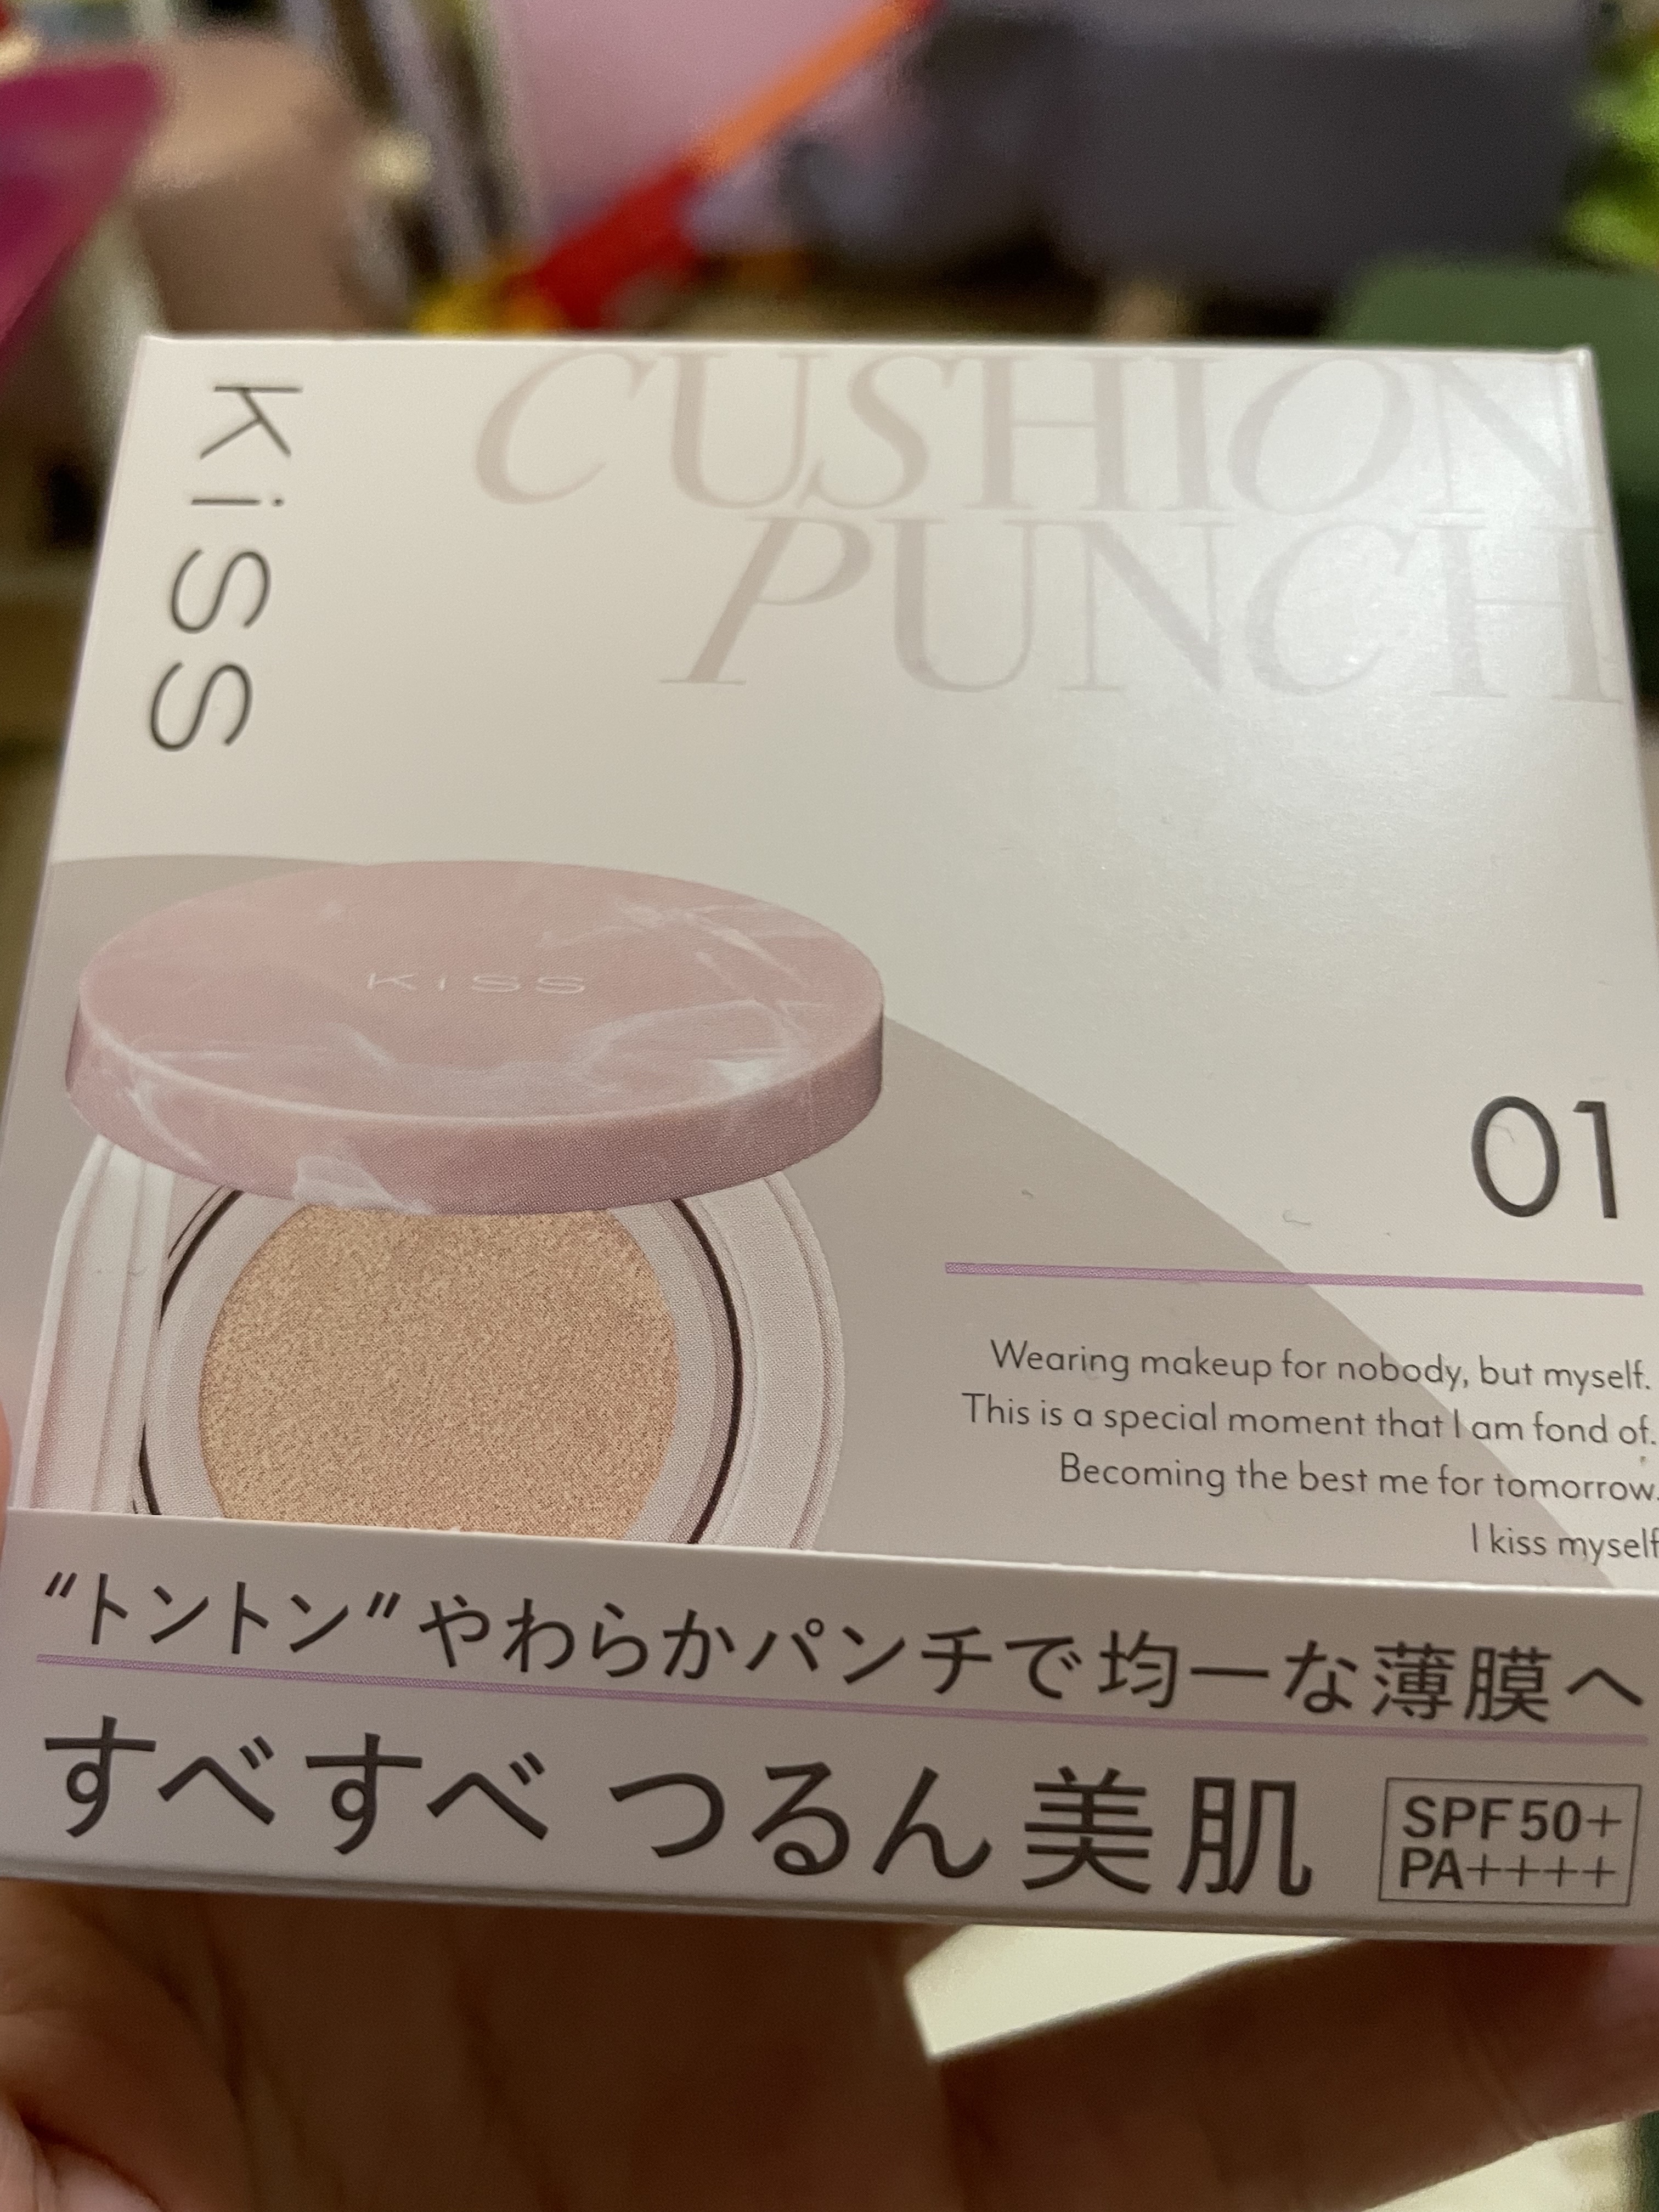 KiSS
CUSHION
PUNCH
KiSS
01
Wearing makeup for nobody, but myself.
This is a special moment that I am fond of.
Becoming the best me for tomorrow.
I kiss myself
"トントン"やわらかパンチで均一な薄膜へ
すべすべ つるん美肌
SPF50+
PA++++